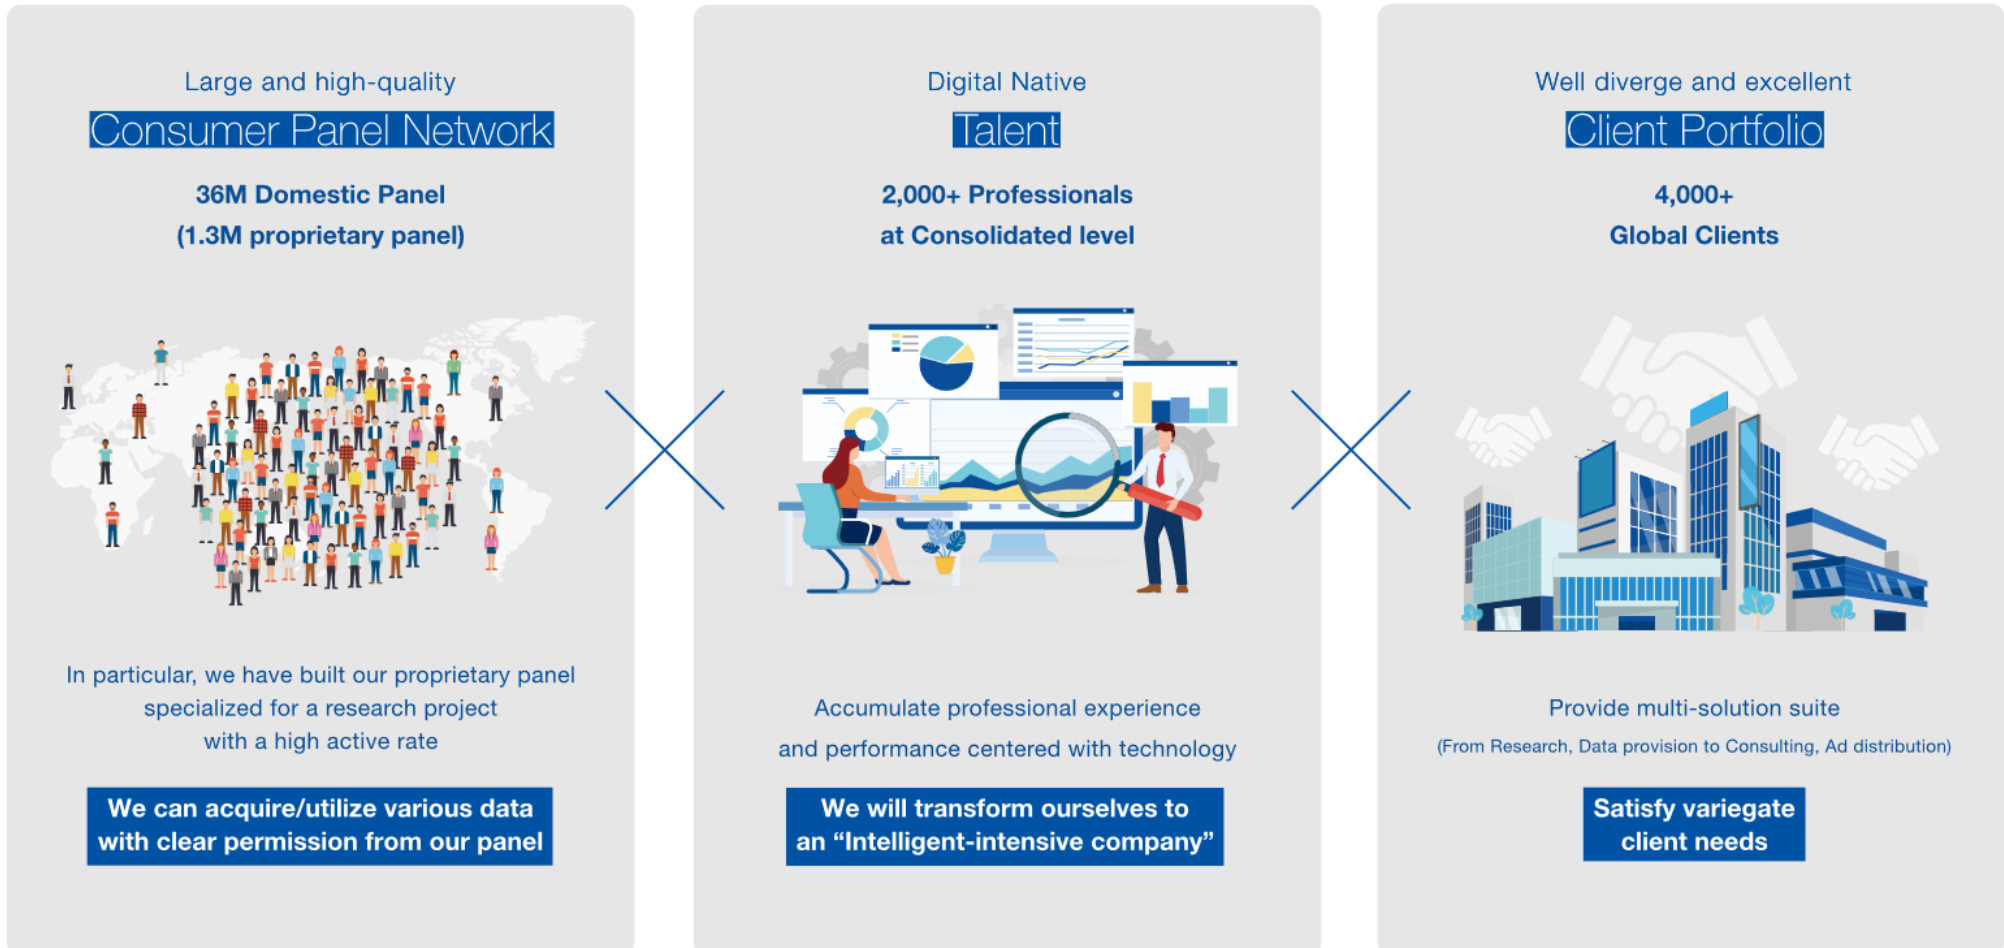 Large and high-quality
Consumer Panel Network
36M Domestic Panel
(1.3M proprietary panel)
In particular, we have built our proprietary panel
specialized for a research project
with a high active rate
We can acquire/utilize various data
with clear permission from our panel
Digital Native
Talent
2,000+ Professionals
at Consolidated level
Accumulate professional experience
and performance centered with technology
We will transform ourselves to
an “Intelligent-intensive company”
Well diverge and excellent
Client Portfolio
4,000+
Global Clients
Provide multi-solution suite
(From Research, Data provision to Consulting, Ad distribution)
Satisfy variegate
client needs